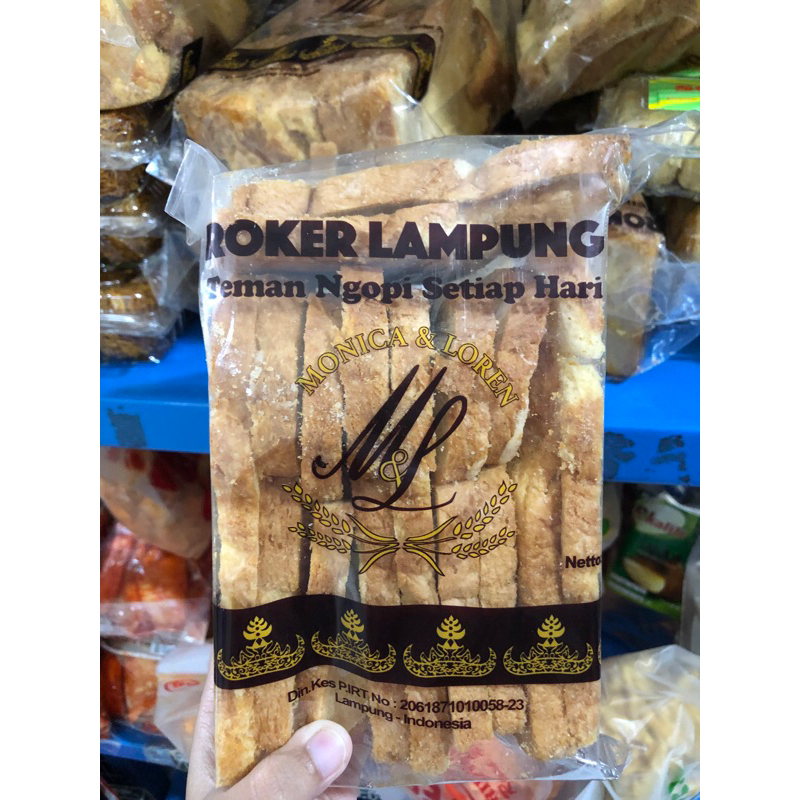 ROKER LAMPUNG
Teman Ngopi Setiap Hari
MONICA & LOREN
M&L
Netto
Din.Kes P.IRT No : 2061871010058-23
Lampung - Indonesia